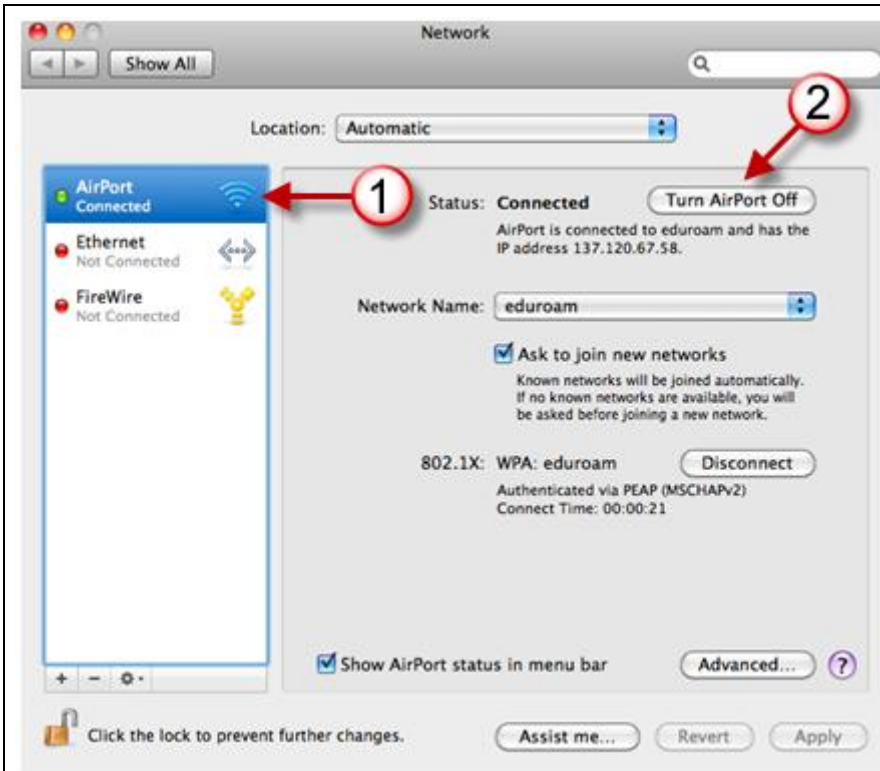 Network
Show All
2
Location: Automatic
AirPort
Connected
1
Status: Connected
Turn AirPort Off
AirPort is connected to eduroam and has the
IP address 137.120.67.58.
Ethernet
Not Connected
FireWire
Not Connected
Network Name: eduroam
Ask to join new networks
Known networks will be joined automatically.
If no known networks are available, you will
be asked before joining a new network.
802.1X: WPA: eduroam
Disconnect
Authenticated via PEAP (MSCHAPv2)
Connect Time: 00:00:21
Show AirPort status in menu bar
Advanced...
?
+ -
Click the lock to prevent further changes.
Assist me...
Revert
Apply